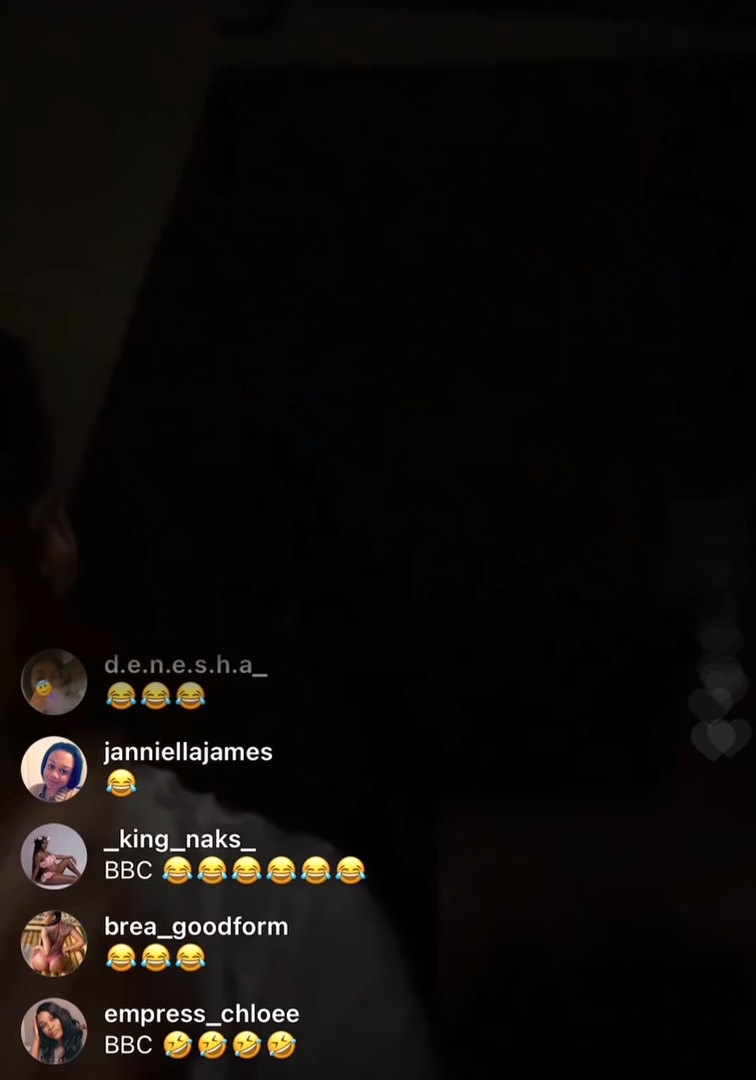 d.e.n.e.s.h.a_
😂😂😂
janniellajames
😂
_king_naks_
BBC 😂😂😂😂😂😂
brea_goodform
😂😂😂
empress_chloee
BBC 🤣🤣🤣🤣